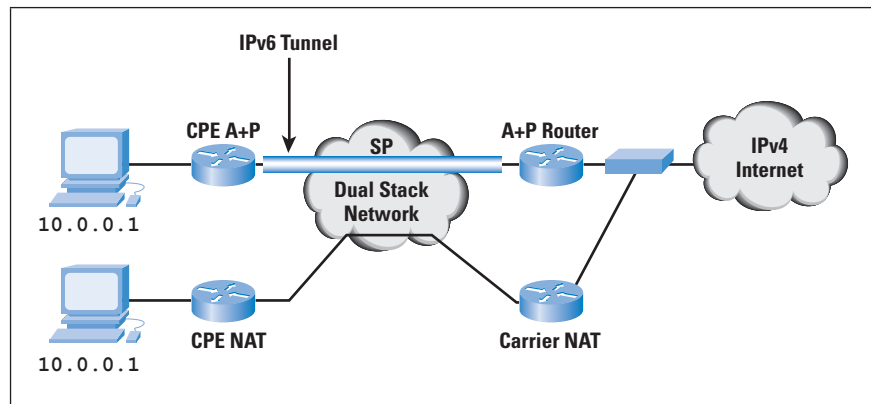 IPv6 Tunnel
CPE A+P
SP
A+P Router
IPv4
Internet
Dual Stack
Network
10.0.0.1
CPE NAT
Carrier NAT
10.0.0.1